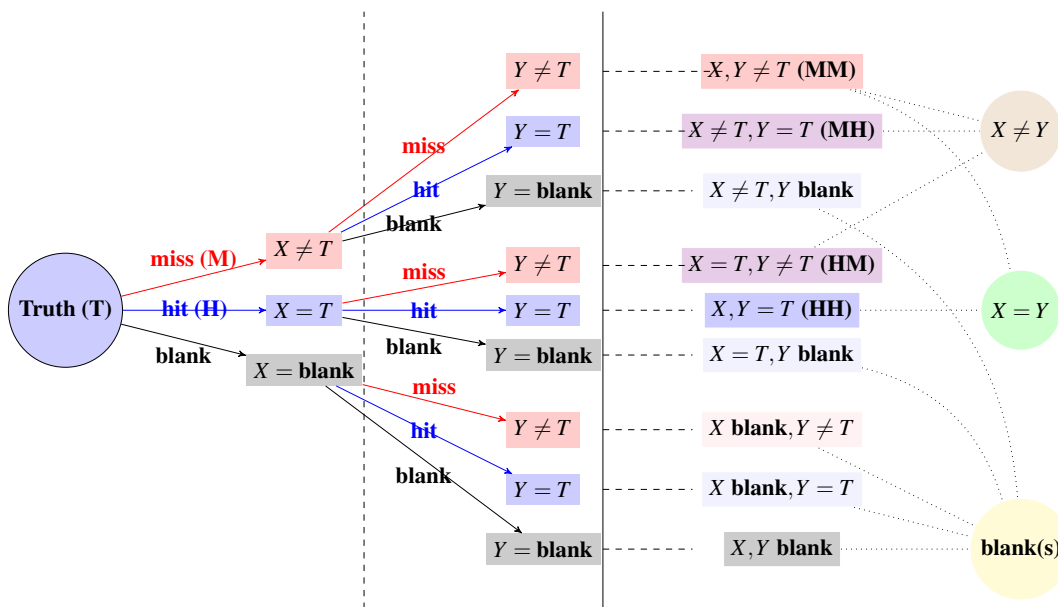 Truth (T)
miss (M)
hit (H)
blank
X ≠ T
X = T
X = blank
miss
hit
blank
miss
hit
blank
miss
hit
blank
Y ≠ T
Y = T
Y = blank
Y ≠ T
Y = T
Y = blank
Y ≠ T
Y = T
Y = blank
X, Y ≠ T (MM)
X ≠ T, Y = T (MH)
X ≠ T, Y blank
X = T, Y ≠ T (HM)
X, Y = T (HH)
X = T, Y blank
X blank, Y ≠ T
X blank, Y = T
X, Y blank
X ≠ Y
X = Y
blank(s)